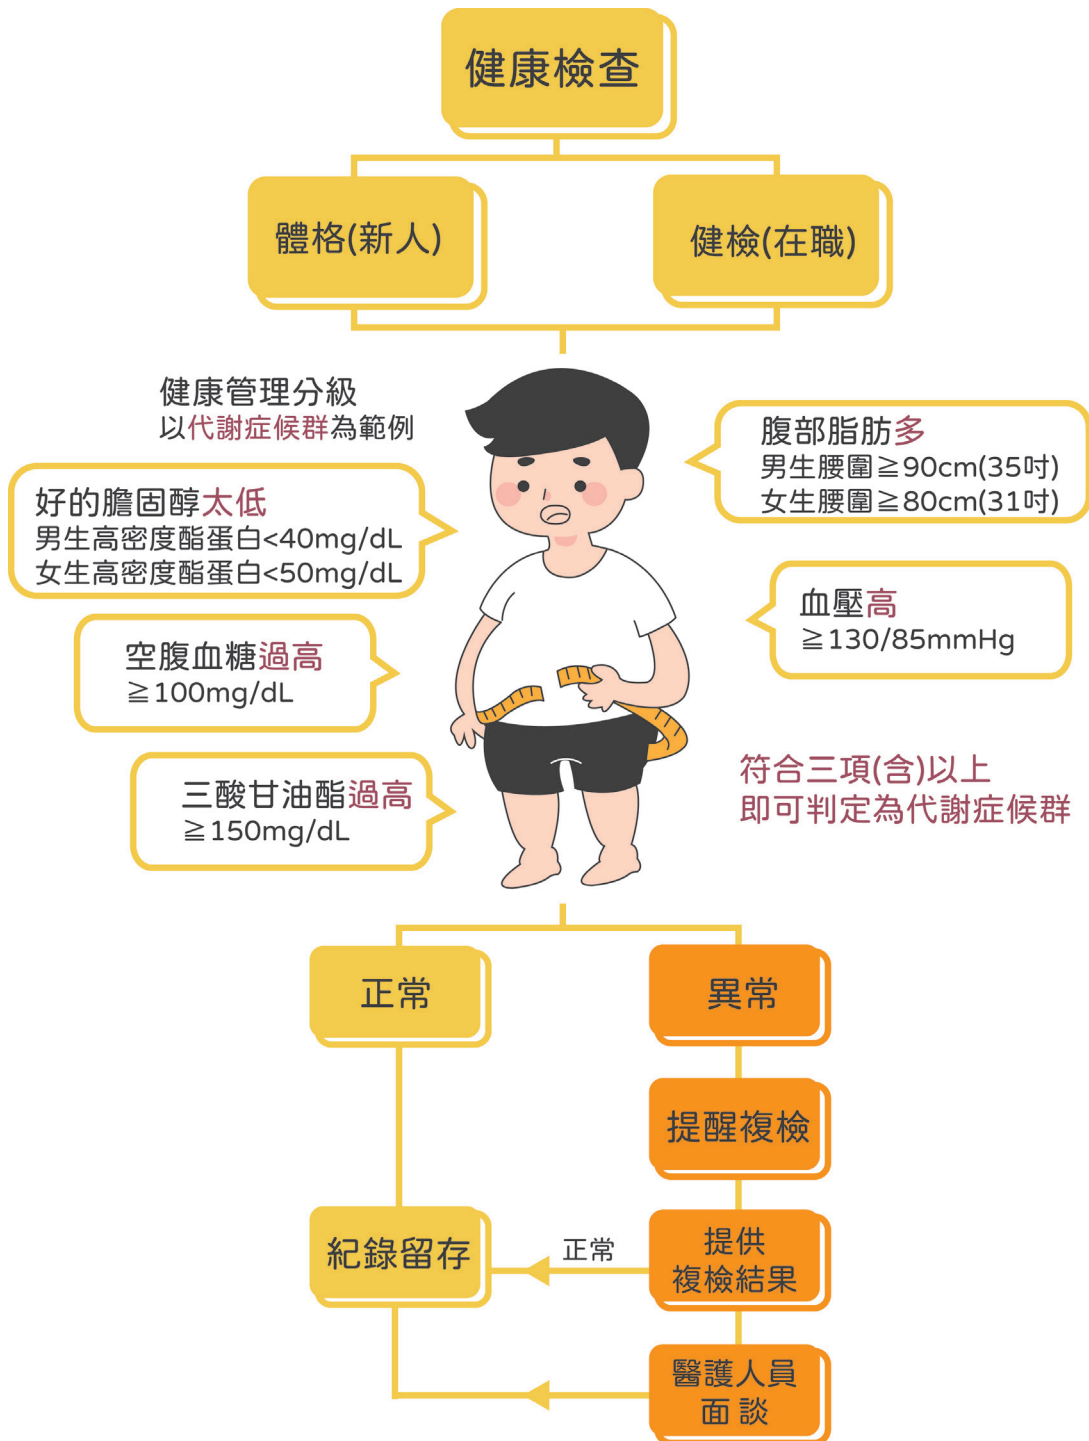 健康檢查
體格(新人)
健檢(在職)
健康管理分級
以代謝症候群為範例
腹部脂肪多
男生腰圍≧90cm(35吋)
女生腰圍≧80cm(31吋)
好的膽固醇太低
男生高密度酯蛋白<40mg/dL
女生高密度酯蛋白<50mg/dL
血壓高
≧130/85mmHg
空腹血糖過高
≧100mg/dL
三酸甘油酯過高
≧150mg/dL
符合三項(含)以上
即可判定為代謝症候群
正常
異常
提醒複檢
紀錄留存
正常
提供
複檢結果
醫護人員
面談